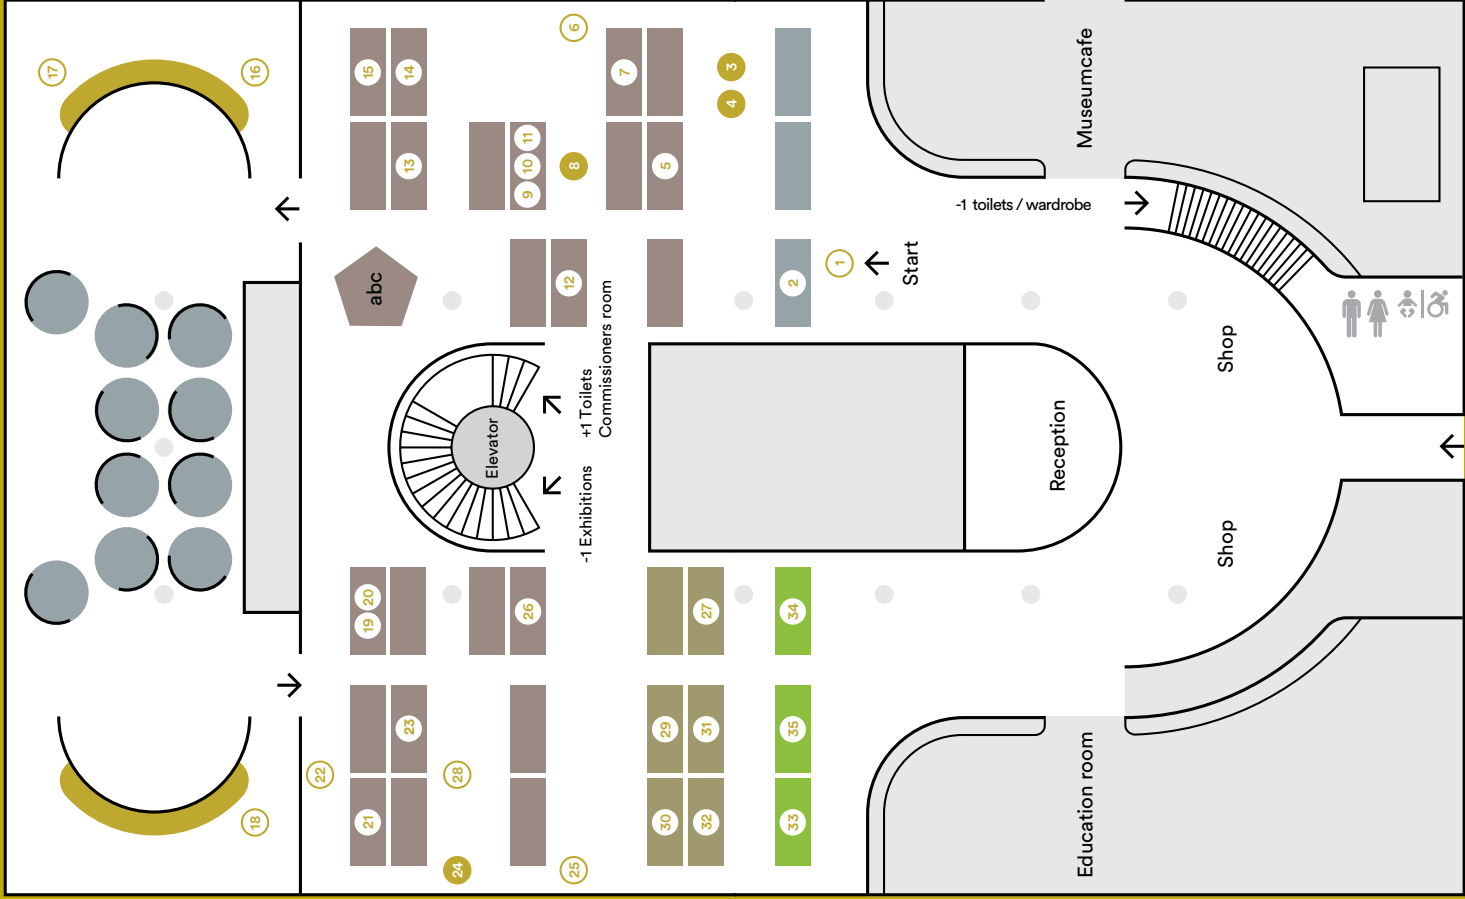 17
16
15
14
13
11
10
9
6
8
7
5
3
4
abc
12
2
1
Start
Museumcafe
-1 toilets / wardrobe
Shop
Elevator
+1 Toilets
Commissioners room
-1 Exhibitions
Reception
Shop
20
19
26
27
34
23
22
28
21
24
25
29
31
30
32
35
33
18
Education room